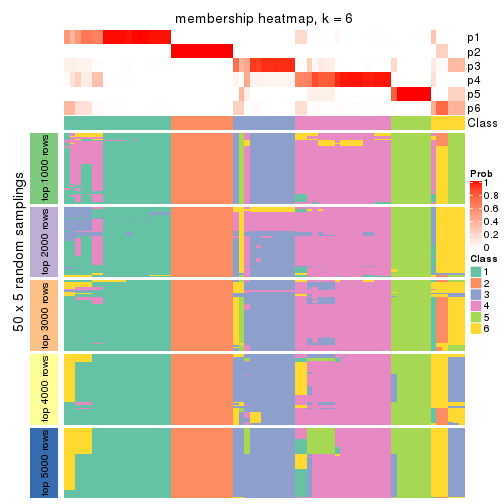 membership heatmap, k = 6
p1
p2
p3
p4
p5
p6
Class
50 x 5 random samplings
top 1000 rows
top 2000 rows
top 3000 rows
top 4000 rows
top 5000 rows
Prob
1
0.8
0.6
0.4
0.2
0
Class
1
2
3
4
5
6